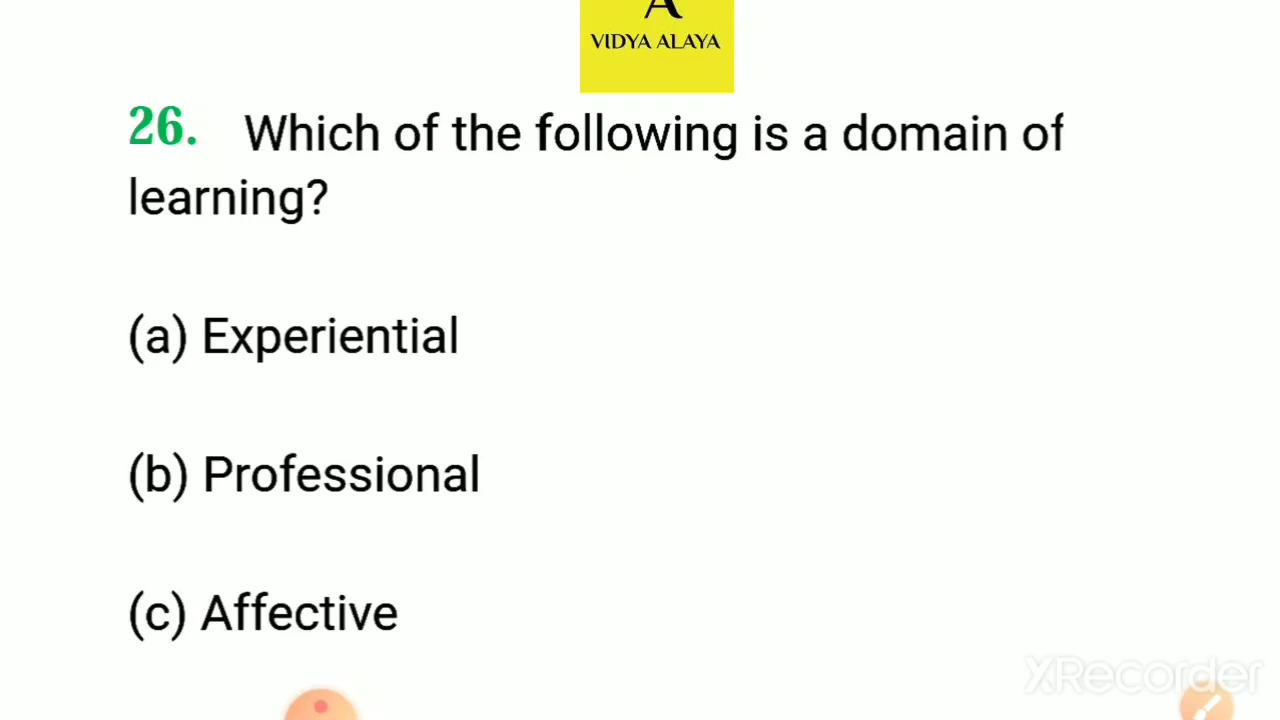 A
VIDYA ALAYA
26. Which of the following is a domain of
learning?
(a) Experiential
(b) Professional
(c) Affective
XRecorder